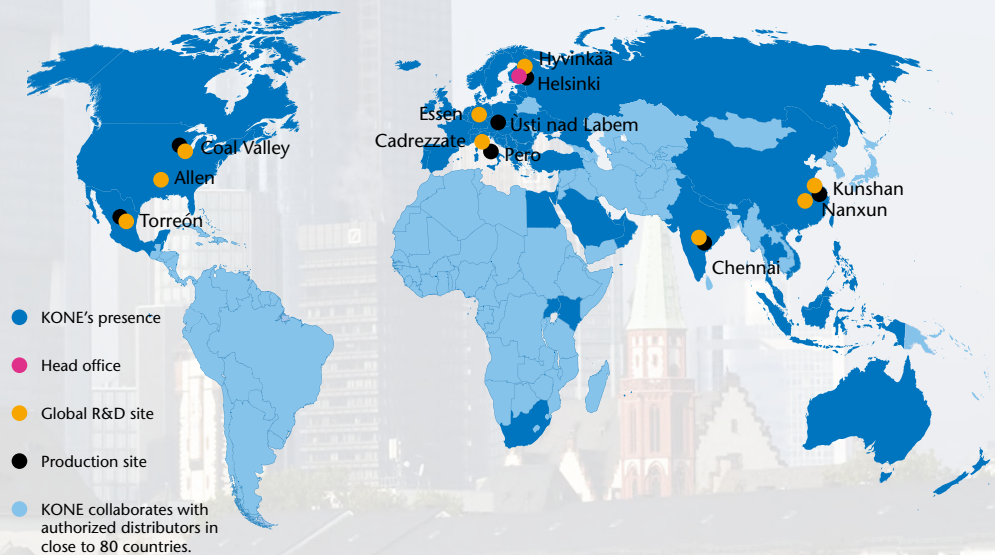 Hyvinkää
Helsinki
Essen
Ùsti nad Labem
Cadrezzate
Pero
Coal Valley
Allen
Torreón
Kunshan
Nanxun
Chennai
KONE's presence
Head office
Global R&D site
Production site
KONE collaborates with
authorized distributors in
close to 80 countries.